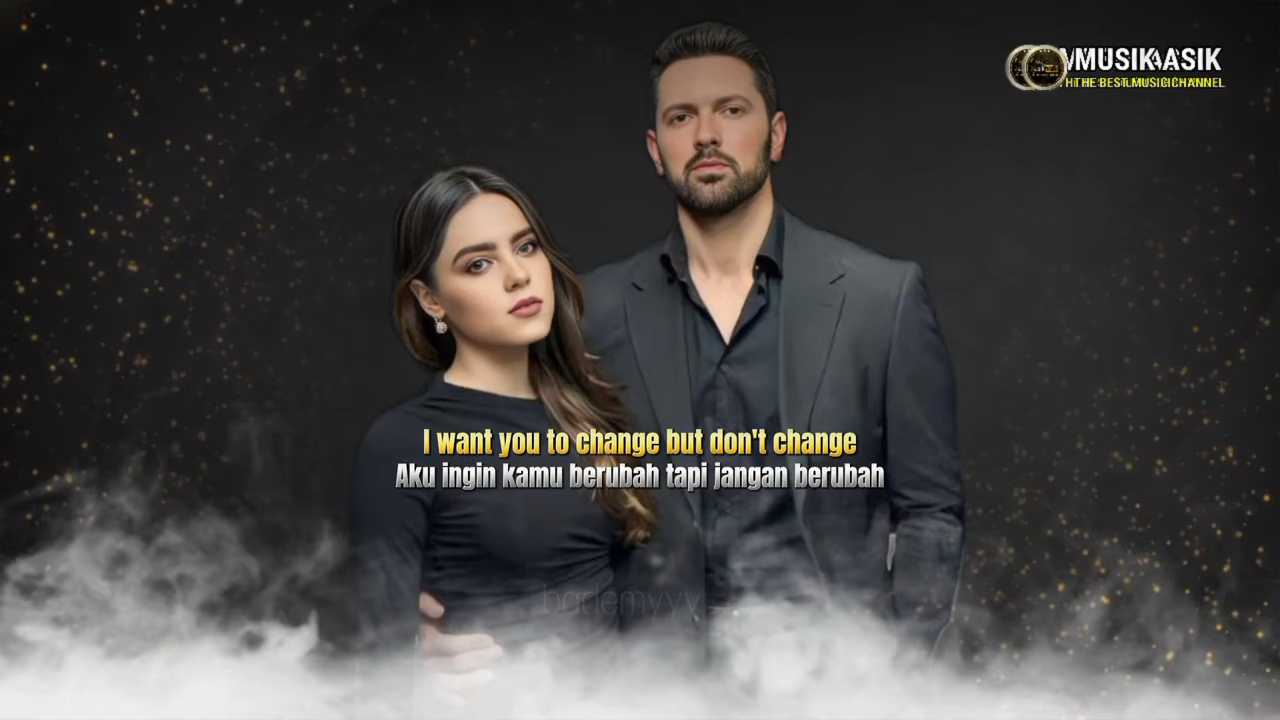 MUSIK ASIK
THE BEST MUSIC CHANNEL
I want you to change but don't change
Aku ingin kamu berubah tapi jangan berubah